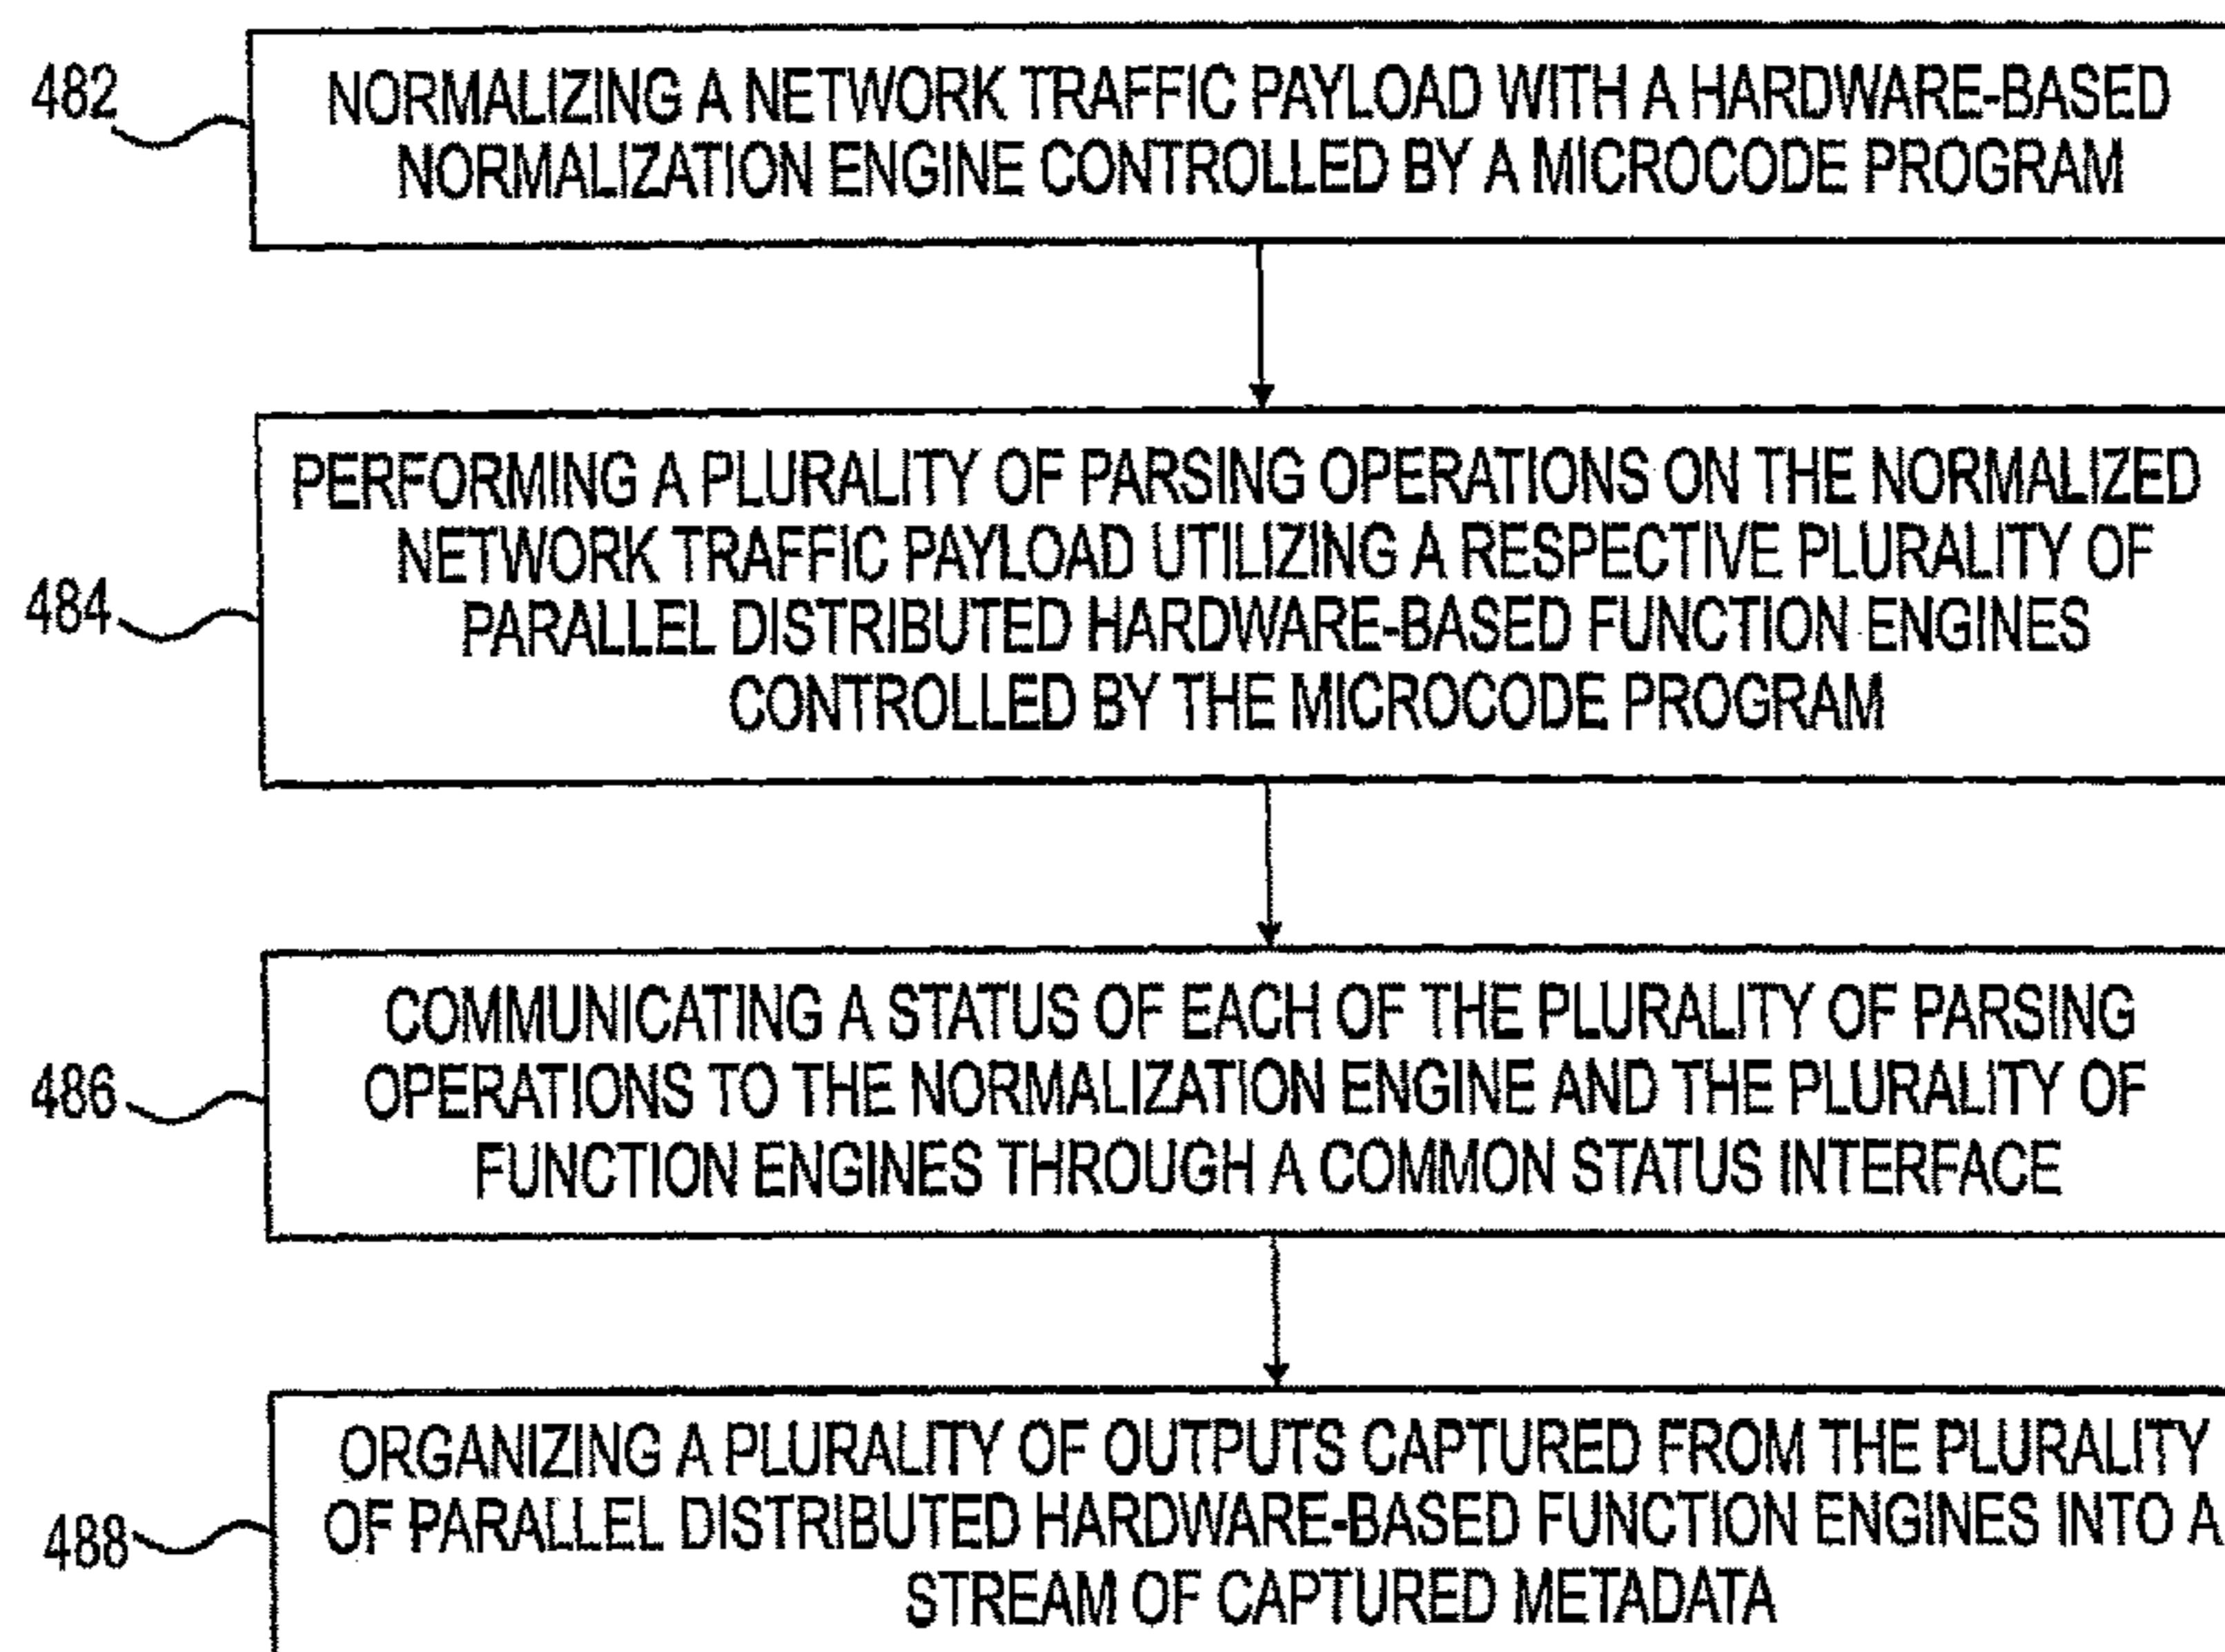 482
NORMALIZING A NETWORK TRAFFIC PAYLOAD WITH A HARDWARE-BASED
NORMALIZATION ENGINE CONTROLLED BY A MICROCODE PROGRAM
PERFORMING A PLURALITY OF PARSING OPERATIONS ON THE NORMALIZED
NETWORK TRAFFIC PAYLOAD UTILIZING A RESPECTIVE PLURALITY OF
484
PARALLEL DISTRIBUTED HARDWARE-BASED FUNCTION ENGINES
CONTROLLED BY THE MICROCODE PROGRAM
COMMUNICATING A STATUS OF EACH OF THE PLURALITY OF PARSING
486
OPERATIONS TO THE NORMALIZATION ENGINE AND THE PLURALITY OF
FUNCTION ENGINES THROUGH A COMMON STATUS INTERFACE
ORGANIZING A PLURALITY OF OUTPUTS CAPTURED FROM THE PLURALITY
488
OF PARALLEL DISTRIBUTED HARDWARE-BASED FUNCTION ENGINES INTO A
STREAM OF CAPTURED METADATA